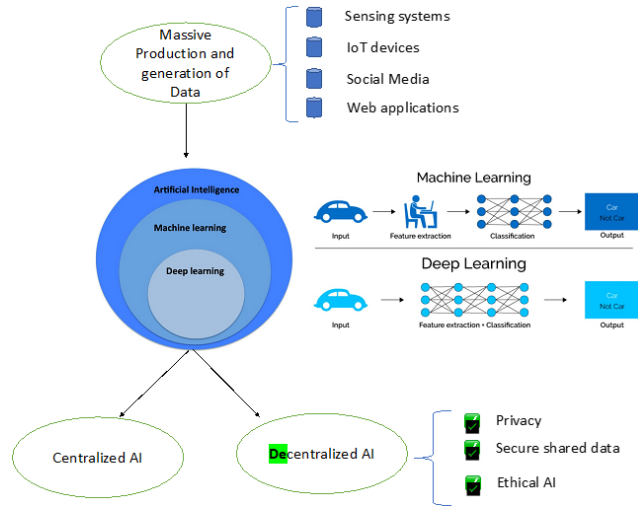 Massive
Production and
generation of
Data
Sensing systems
IoT devices
Social Media
Web applications
Artificial Intelligence
Machine learning
Deep learning
Machine Learning
Input
Feature extraction
Classification
Car
Not Car
Output
Deep Learning
Input
Feature extraction + Classification
Car
Not Car
Output
Centralized AI
Decentralized AI
Privacy
Secure shared data
Ethical AI